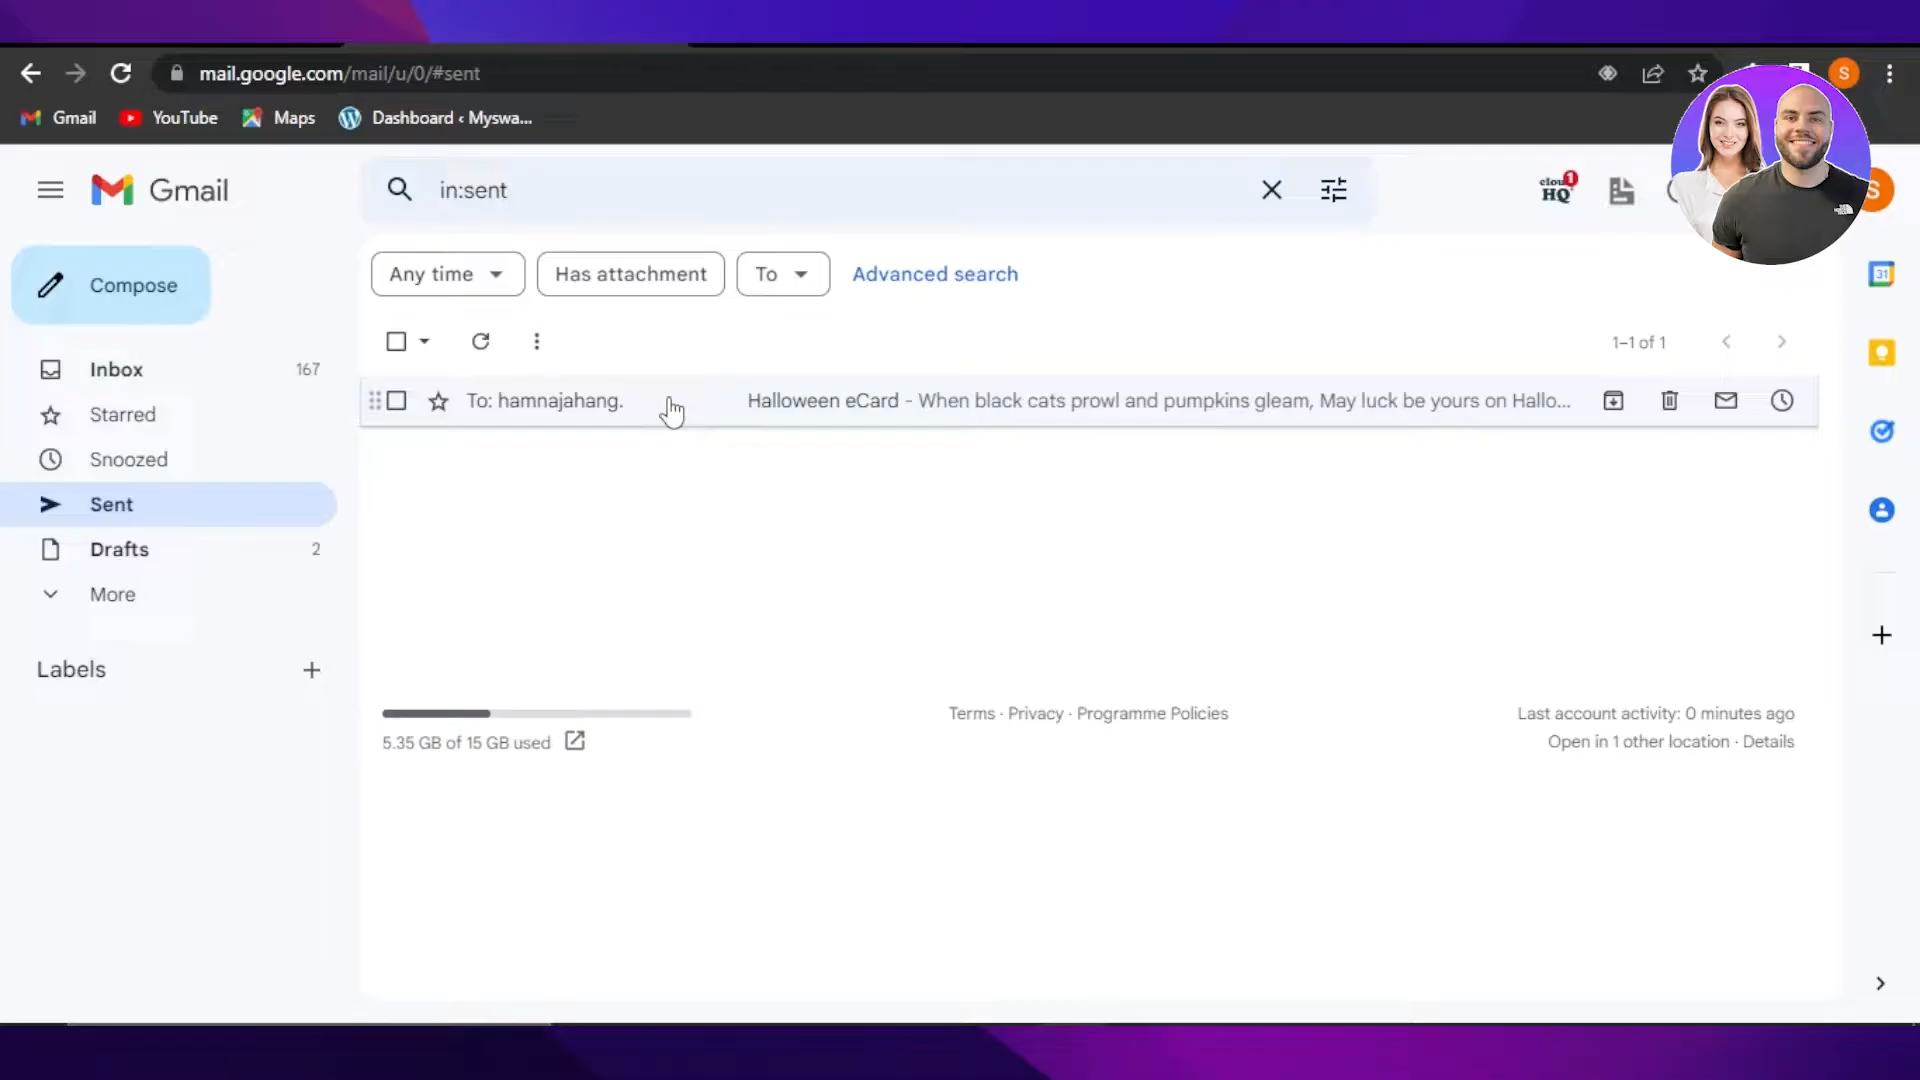 mail.google.com/mail/u/0/#sent
S
Gmail
YouTube
Maps
Dashboard ‹ Myswa...
Gmail
in:sent
cloudHQ
1
S
Compose
Any time
Has attachment
To
Advanced search
31
1–1 of 1
Inbox
167
To: hamnajahang.
Halloween eCard - When black cats prowl and pumpkins gleam, May luck be yours on Hallo...
Starred
Snoozed
Sent
Drafts
2
More
Labels
Terms · Privacy · Programme Policies
Last account activity: 0 minutes ago
5.35 GB of 15 GB used
Open in 1 other location · Details